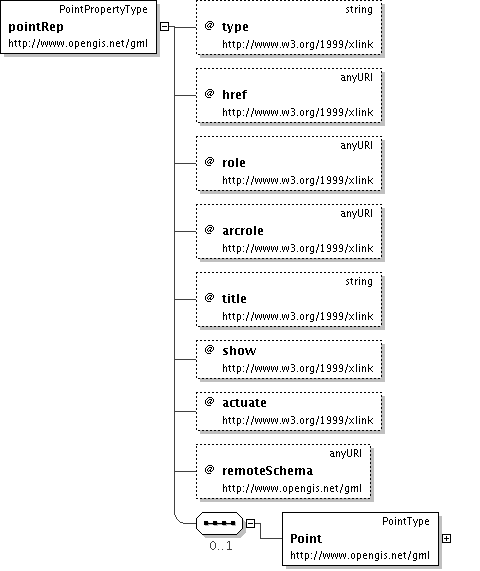 PointPropertyType
pointRep
http://www.opengis.net/gml
string
@ type
http://www.w3.org/1999/xlink
anyURI
@ href
http://www.w3.org/1999/xlink
anyURI
@ role
http://www.w3.org/1999/xlink
anyURI
@ arcrole
http://www.w3.org/1999/xlink
string
@ title
http://www.w3.org/1999/xlink
@ show
http://www.w3.org/1999/xlink
@ actuate
http://www.w3.org/1999/xlink
anyURI
@ remoteSchema
http://www.opengis.net/gml
0..1
PointType
Point
http://www.opengis.net/gml